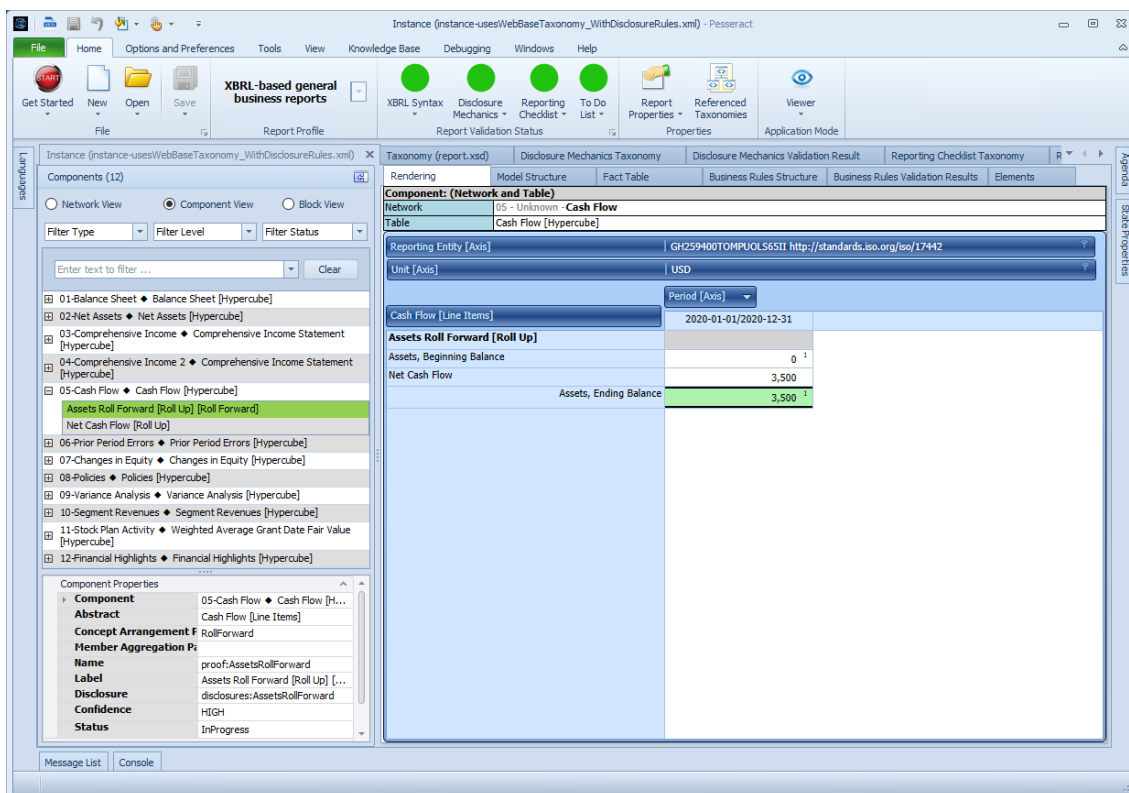 Instance (instance-usesWebBaseTaxonomy_WithDisclosureRules.xml) - Pesseract
File Home Options and Preferences Tools View Knowledge Base Debugging Windows Help
START
Get Started New Open Save
XBRL-based general
business reports
XBRL Syntax Disclosure Mechanics Reporting Checklist To Do List
Report Properties Referenced Taxonomies Viewer
File Report Profile Report Validation Status Properties Application Mode
Languages
Instance (instance-usesWebBaseTaxonomy_WithDisclosureRules.xml)
Components (12)
Network View Component View Block View
Filter Type Filter Level Filter Status
Enter text to filter ... Clear
01-Balance Sheet ◆ Balance Sheet [Hypercube]
02-Net Assets ◆ Net Assets [Hypercube]
03-Comprehensive Income ◆ Comprehensive Income Statement
[Hypercube]
04-Comprehensive Income 2 ◆ Comprehensive Income Statement
[Hypercube]
05-Cash Flow ◆ Cash Flow [Hypercube]
Assets Roll Forward [Roll Up] [Roll Forward]
Net Cash Flow [Roll Up]
06-Prior Period Errors ◆ Prior Period Errors [Hypercube]
07-Changes in Equity ◆ Changes in Equity [Hypercube]
08-Policies ◆ Policies [Hypercube]
09-Variance Analysis ◆ Variance Analysis [Hypercube]
10-Segment Revenues ◆ Segment Revenues [Hypercube]
11-Stock Plan Activity ◆ Weighted Average Grant Date Fair Value
[Hypercube]
12-Financial Highlights ◆ Financial Highlights [Hypercube]
Component Properties
Component 05-Cash Flow ◆ Cash Flow [H...
Abstract Cash Flow [Line Items]
Concept Arrangement P RollForward
Member Aggregation Pa
Name proof:AssetsRollForward
Label Assets Roll Forward [Roll Up] [...
Disclosure disclosures:AssetsRollForward
Confidence HIGH
Status InProgress
Taxonomy (report.xsd) Disclosure Mechanics Taxonomy Disclosure Mechanics Validation Result Reporting Checklist Taxonomy R
Rendering Model Structure Fact Table Business Rules Structure Business Rules Validation Results Elements
Component: (Network and Table)
Network 05 - Unknown - Cash Flow
Table Cash Flow [Hypercube]
Reporting Entity [Axis] GH259400TOMPUOLS65II http://standards.iso.org/iso/17442
Unit [Axis] USD
Period [Axis]
Cash Flow [Line Items] 2020-01-01/2020-12-31
Assets Roll Forward [Roll Up]
Assets, Beginning Balance 0 1
Net Cash Flow 3,500
Assets, Ending Balance 3,500 1
Agenda
State Properties
Message List Console